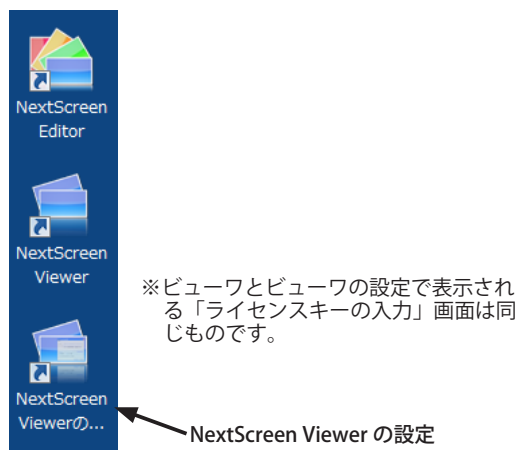 NextScreen
Editor
NextScreen
Viewer
※ビューワとビューワの設定で表示され
る「ライセンスキーの入力」画面は同
じものです。
NextScreen
Viewerの...
NextScreen Viewer の設定